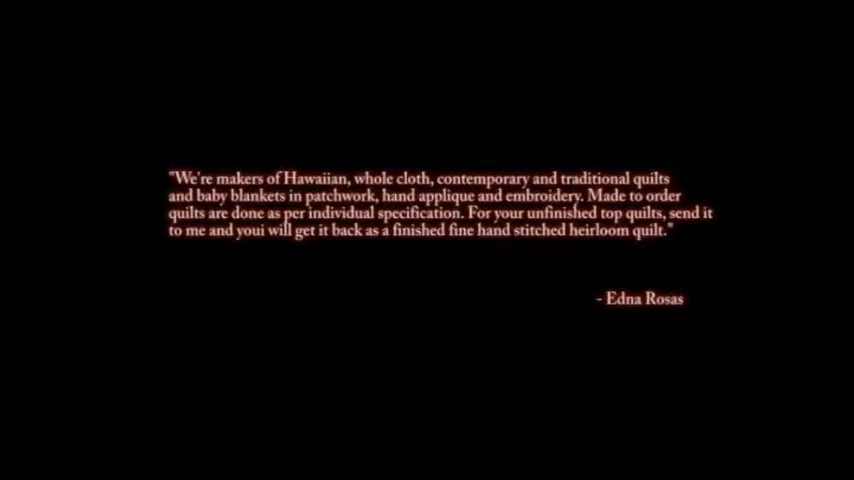 "We're makers of Hawaiian, whole cloth, contemporary and traditional quilts
and baby blankets in patchwork, hand applique and embroidery. Made to order
quilts are done as per individual specification. For your unfinished top quilts, send it
to me and youi will get it back as a finished fine hand stitched heirloom quilt."
- Edna Rosas